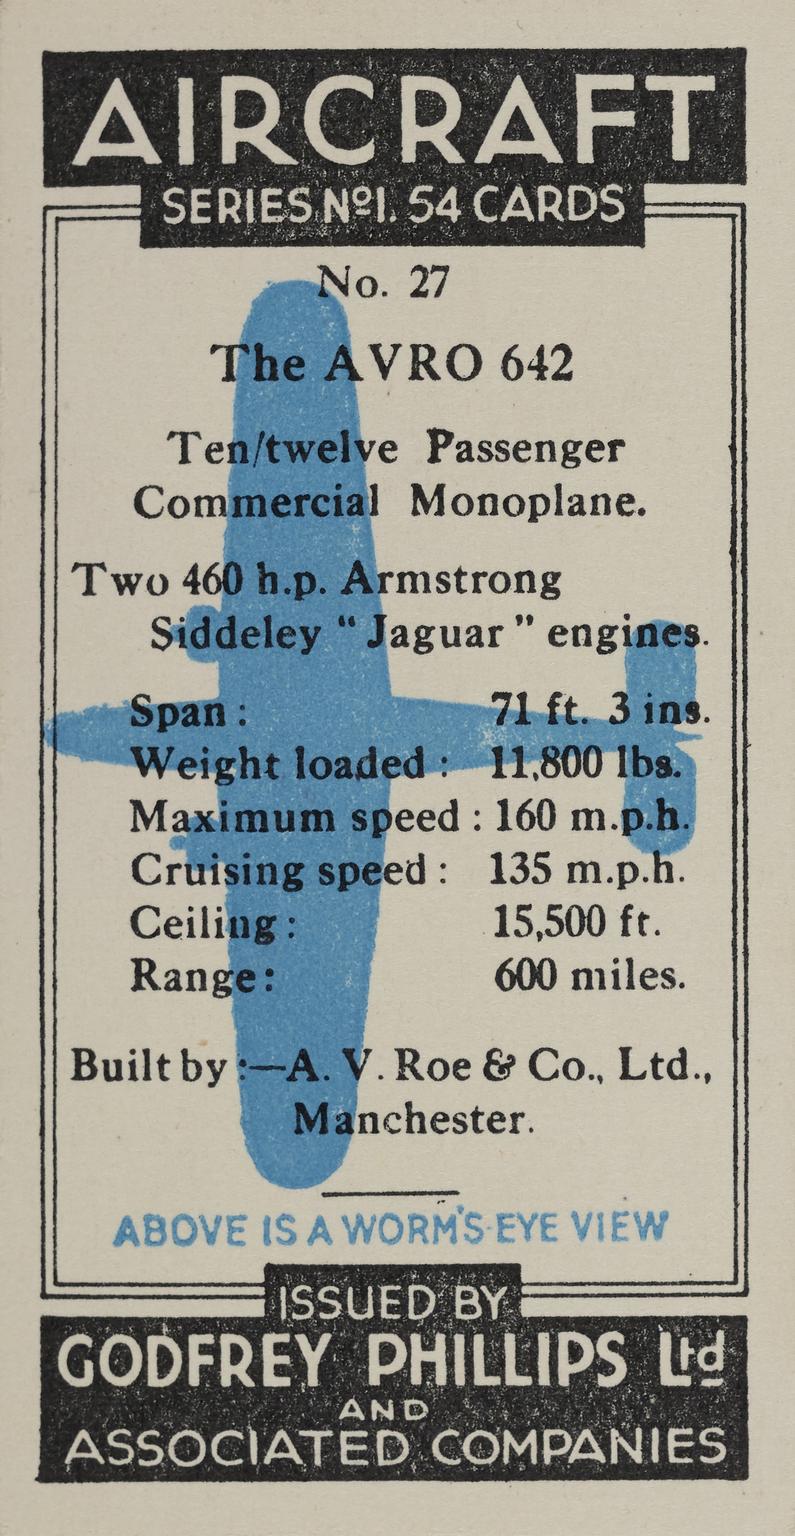 AIRCRAFT
SERIES Nº1. 54 CARDS
No. 27
The AVRO 642
Ten/twelve Passenger
Commercial Monoplane.
Two 460 h.p. Armstrong
Siddeley “Jaguar” engines.
Span: 71 ft. 3 ins.
Weight loaded: 11,800 lbs.
Maximum speed: 160 m.p.h.
Cruising speed: 135 m.p.h.
Ceiling: 15,500 ft.
Range: 600 miles.
Built by:—A. V. Roe & Co., Ltd.,
Manchester.
ABOVE IS A WORM'S-EYE VIEW
ISSUED BY
GODFREY PHILLIPS Ltd
AND
ASSOCIATED COMPANIES